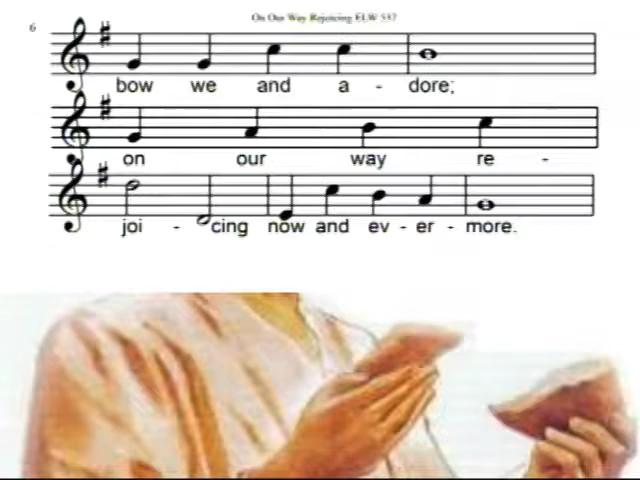 On Our Way Rejoicing ELW 537
6
bow we and a - dore;
on our way re -
joi - cing now and ev - er - more.